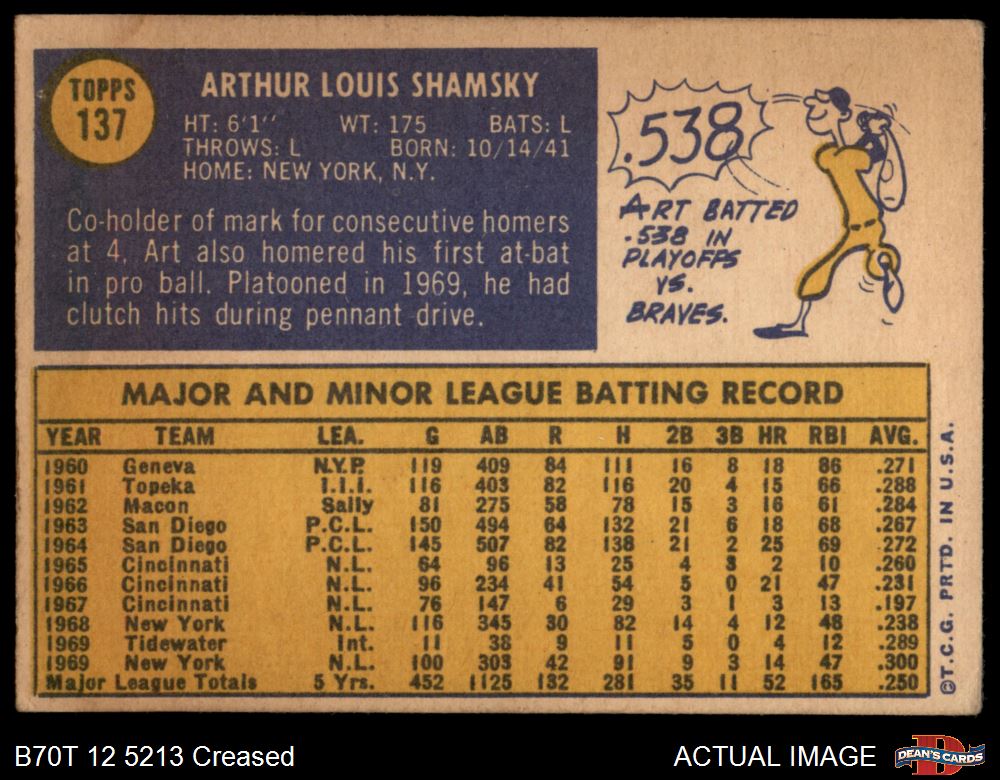 TOPPS
137
ARTHUR LOUIS SHAMSKY
HT: 6'1'' WT: 175 BATS: L
THROWS: L BORN: 10/14/41
HOME: NEW YORK, N.Y.
Co-holder of mark for consecutive homers
at 4, Art also homered his first at-bat
in pro ball. Platooned in 1969, he had
clutch hits during pennant drive.
.538
ART BATTED
.538 IN
PLAYOFFS
VS.
BRAVES.
MAJOR AND MINOR LEAGUE BATTING RECORD
YEAR TEAM LEA. G AB R H 2B 3B HR RBI AVG.
1960 Geneva N.Y.P. 119 409 84 111 16 8 18 86 .271
1961 Topeka I.I.I. 116 403 82 116 20 4 15 66 .288
1962 Macon Sally 81 275 58 78 15 3 16 61 .284
1963 San Diego P.C.L. 150 494 64 132 21 6 18 68 .267
1964 San Diego P.C.L. 145 507 82 138 21 2 25 69 .272
1965 Cincinnati N.L. 64 96 13 25 4 3 2 10 .260
1966 Cincinnati N.L. 96 234 41 54 5 0 21 47 .231
1967 Cincinnati N.L. 76 147 6 29 3 1 3 13 .197
1968 New York N.L. 116 345 30 82 14 4 12 48 .238
1969 Tidewater Int. 11 38 9 11 5 0 4 12 .289
1969 New York N.L. 100 303 42 91 9 3 14 47 .300
Major League Totals 5 Yrs. 452 1125 132 281 35 11 52 165 .250
©T.C.G. PRTD. IN U.S.A.
B70T 12 5213 Creased
ACTUAL IMAGE
DEAN'S CARDS